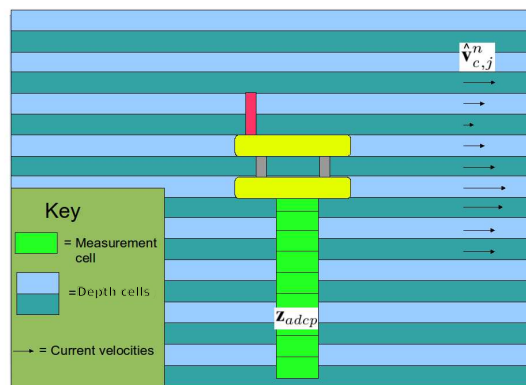 v̂ⁿ_{c,j}
Key
= Measurement
cell
=Depth cells
= Current velocities
z_{adcp}